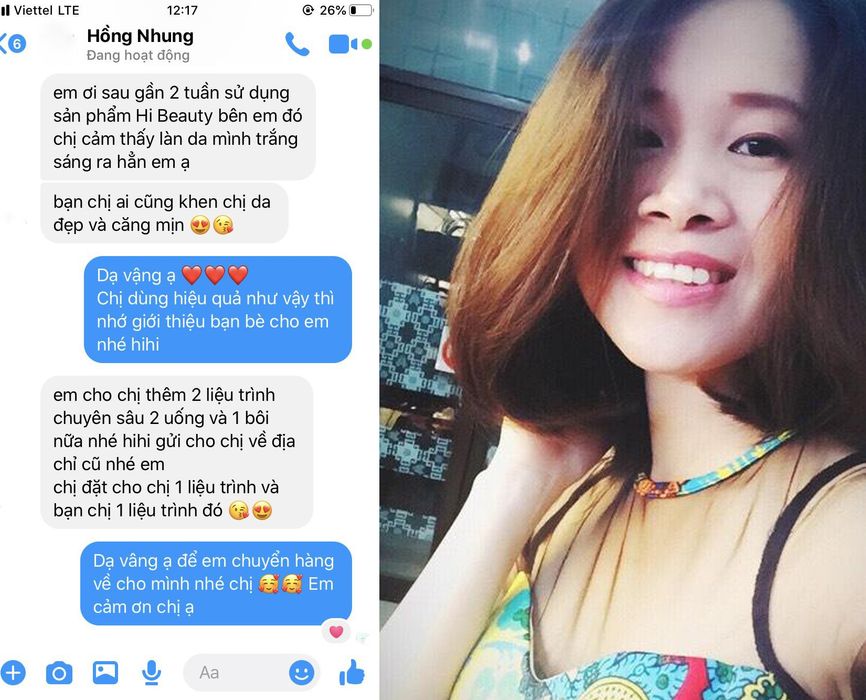 Viettel LTE 12:17 26%
6 Hồng Nhung
Đang hoạt động
em ơi sau gần 2 tuần sử dụng
sản phẩm Hi Beauty bên em đó
chị cảm thấy làn da mình trắng
sáng ra hẳn em ạ
bạn chị ai cũng khen chị da
đẹp và căng mịn 😍😘
Dạ vậng ạ ❤️❤️❤️
Chị dùng hiệu quả như vậy thì
nhớ giới thiệu bạn bè cho em
nhé hihi
em cho chị thêm 2 liệu trình
chuyên sâu 2 uống và 1 bôi
nữa nhé hihi gửi cho chị về địa
chỉ cũ nhé em
chị đặt cho chị 1 liệu trình và
bạn chị 1 liệu trình đó 😘😍
Dạ vâng ạ để em chuyển hàng
về cho mình nhé chị 🥰🥰 Em
cảm ơn chị ạ
Aa